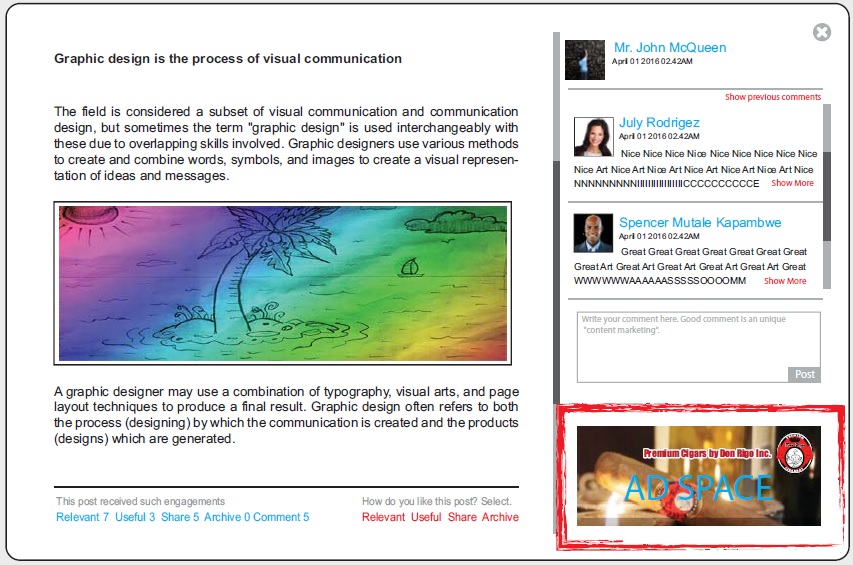 Graphic design is the process of visual communication
The field is considered a subset of visual communication and communication
design, but sometimes the term "graphic design" is used interchangeably with
these due to overlapping skills involved. Graphic designers use various methods
to create and combine words, symbols, and images to create a visual represen-
tation of ideas and messages.
A graphic designer may use a combination of typography, visual arts, and page
layout techniques to produce a final result. Graphic design often refers to both
the process (designing) by which the communication is created and the products
(designs) which are generated.
This post received such engagements
Relevant 7 Useful 3 Share 5 Archive 0 Comment 5
How do you like this post? Select.
Relevant Useful Share Archive
Mr. John McQueen
April 01 2016 02.42AM
Show previous comments
July Rodrigez
April 01 2016 02.42AM
Nice Nice Nice Nice Nice Nice Nice Nice
Nice Art Nice Art Nice Art Nice Art Nice Art Nice
Show More
Spencer Mutale Kapambwe
April 01 2016 02.42AM
Great Great Great Great Great Great Great
Great Art Great Art Great Art Great Art Great
WWWWWWAAAAAASSSSSOOOOMM Show More
Write your comment here. Good comment is an unique
"content marketing".
Post
Premium Cigars by Don Rigo Inc.
AD SPACE